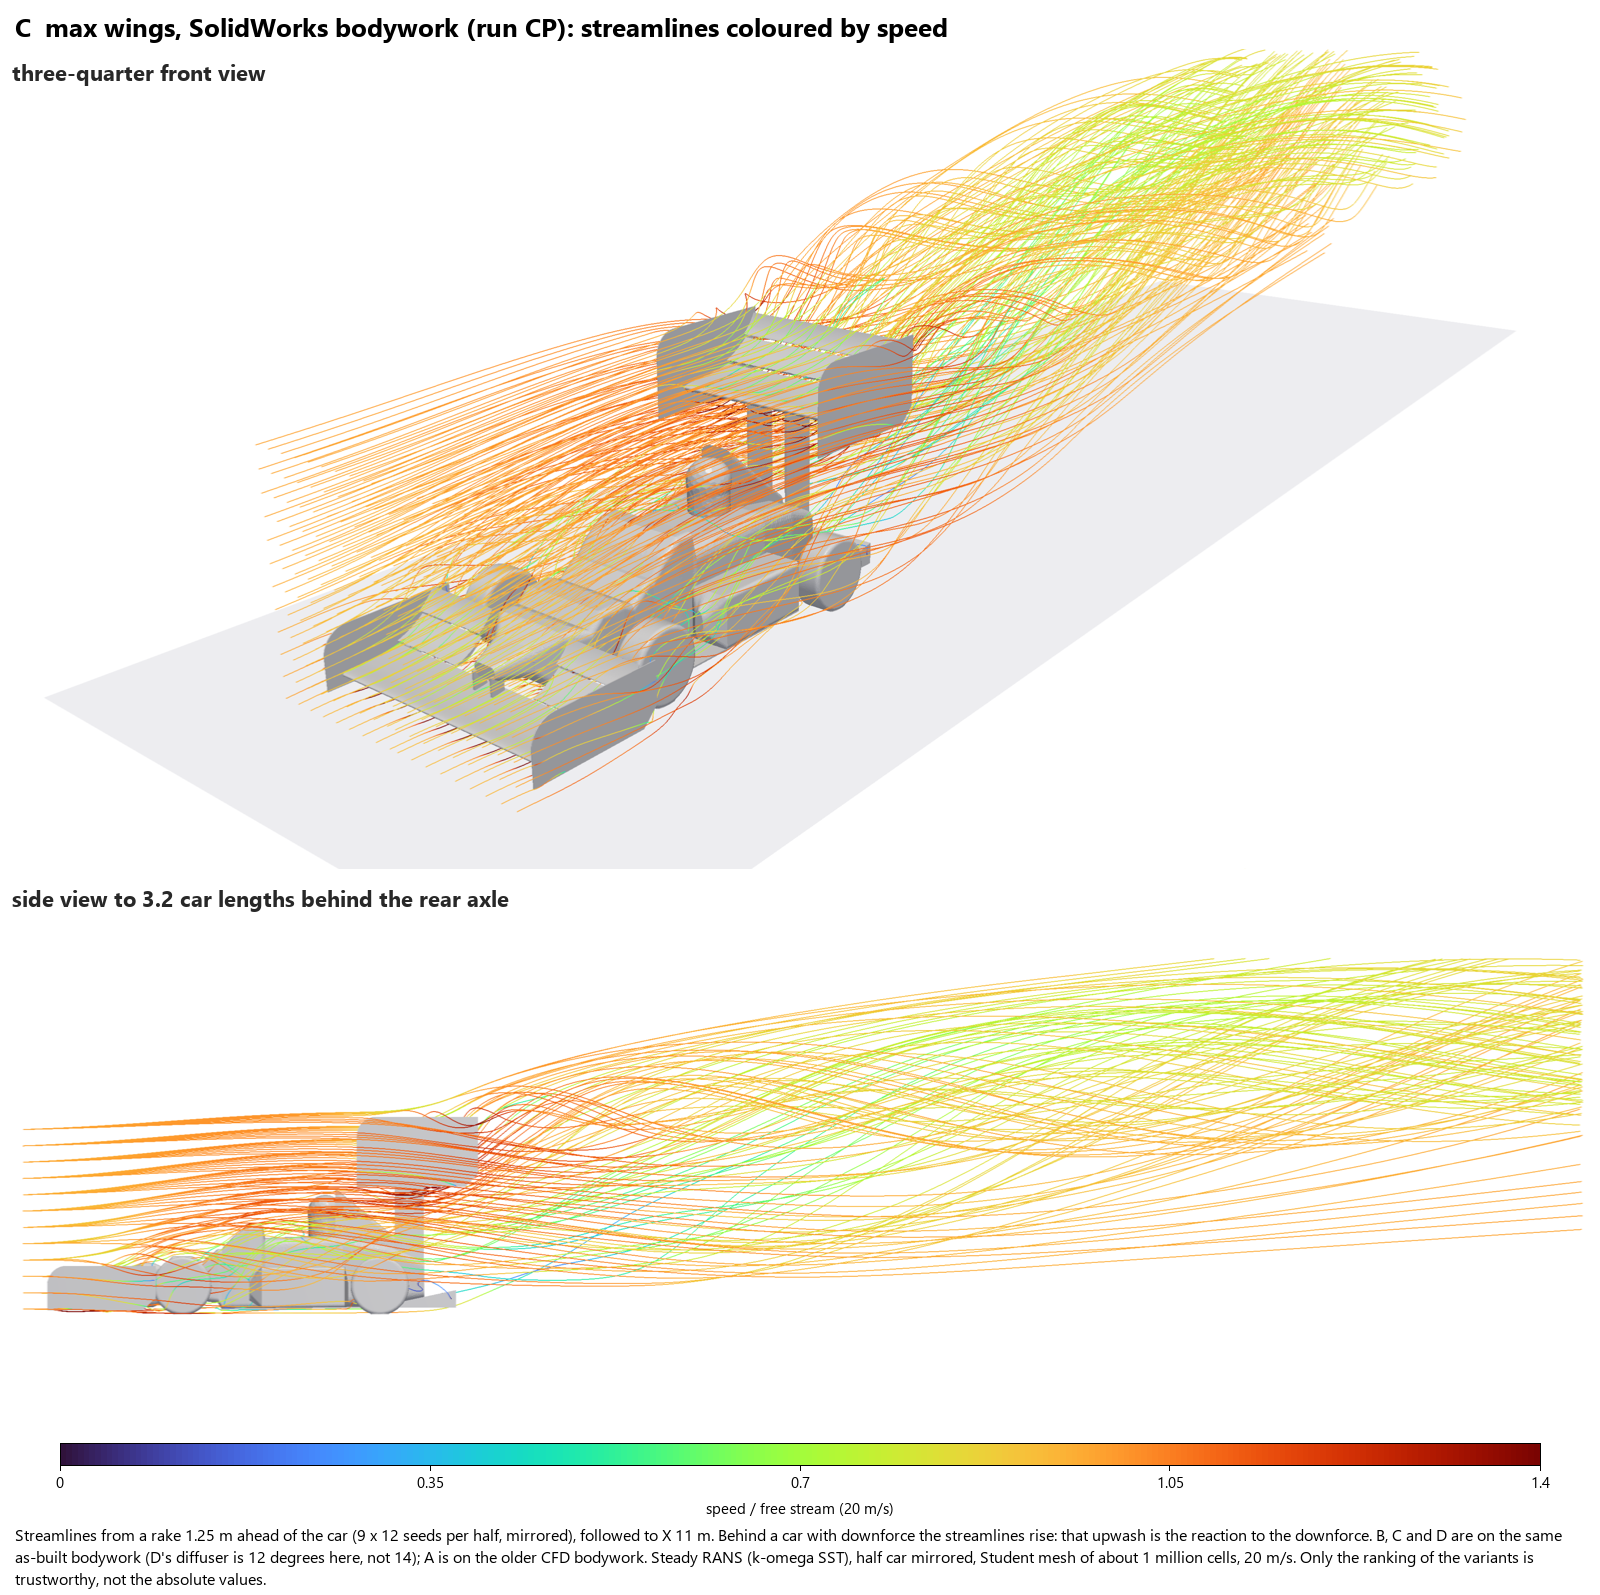 C  max wings, SolidWorks bodywork (run CP): streamlines coloured by speed
three-quarter front view
side view to 3.2 car lengths behind the rear axle
0 0.35 0.7 1.05 1.4
speed / free stream (20 m/s)
Streamlines from a rake 1.25 m ahead of the car (9 x 12 seeds per half, mirrored), followed to X 11 m. Behind a car with downforce the streamlines rise: that upwash is the reaction to the downforce. B, C and D are on the same
as-built bodywork (D's diffuser is 12 degrees here, not 14); A is on the older CFD bodywork. Steady RANS (k-omega SST), half car mirrored, Student mesh of about 1 million cells, 20 m/s. Only the ranking of the variants is
trustworthy, not the absolute values.